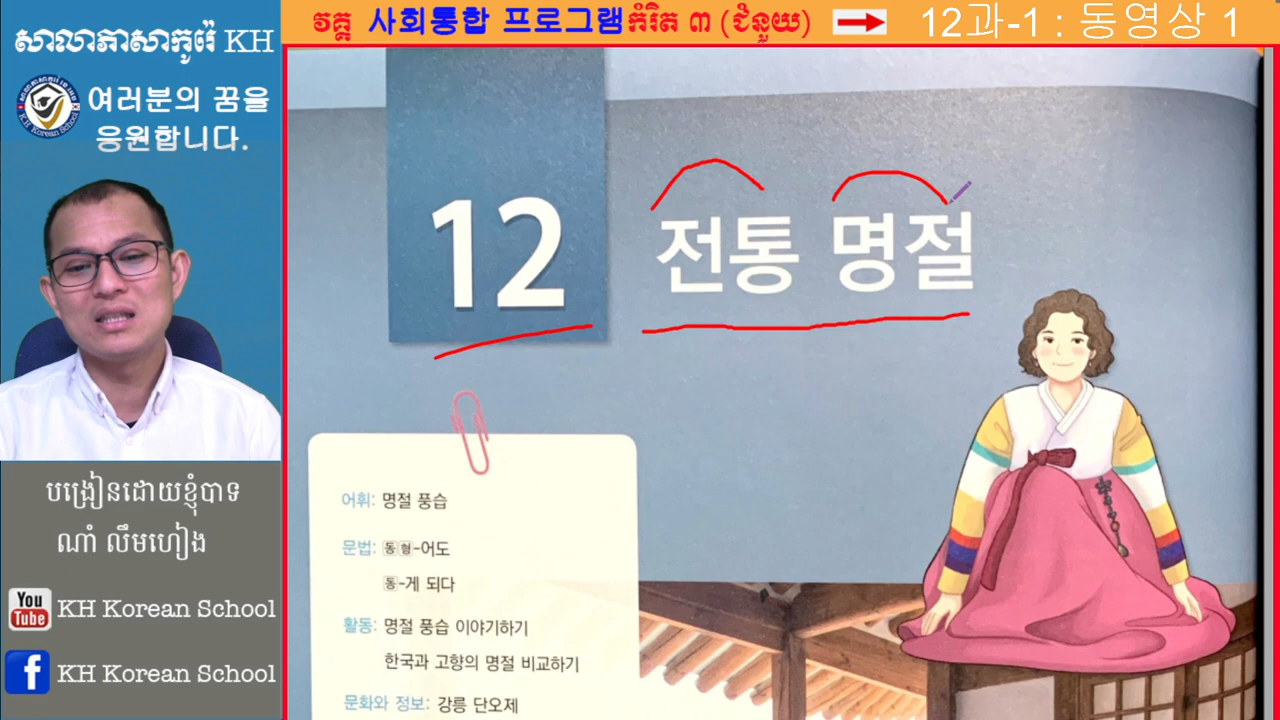 សាលាភាសាកូរ៉េ KH
여러분의 꿈을
응원합니다.
បង្រៀនដោយខ្ញុំបាទ
ណាំ លឹមហៀង
You Tube KH Korean School
f KH Korean School
វគ្គ 사회통합 프로그램កំរិត ៣ (ជំនួយ) 12과-1 : 동영상 1
12 전통 명절
어휘: 명절 풍습
문법: 동 형-어도
동-게 되다
활동: 명절 풍습 이야기하기
한국과 고향의 명절 비교하기
문화와 정보: 강릉 단오제